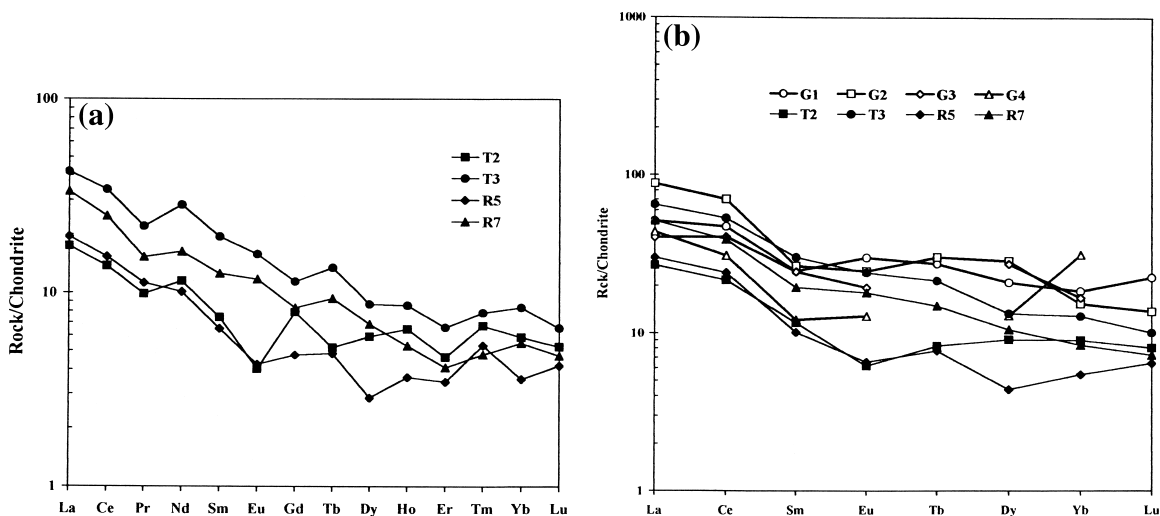 (a)
100
10
1
Rock/Chondrite
T2
T3
R5
R7
La Ce Pr Nd Sm Eu Gd Tb Dy Ho Er Tm Yb Lu
(b)
1000
100
10
1
Rck/Chondrite
G1 G2 G3 G4
T2 T3 R5 R7
La Ce Sm Eu Tb Dy Yb Lu